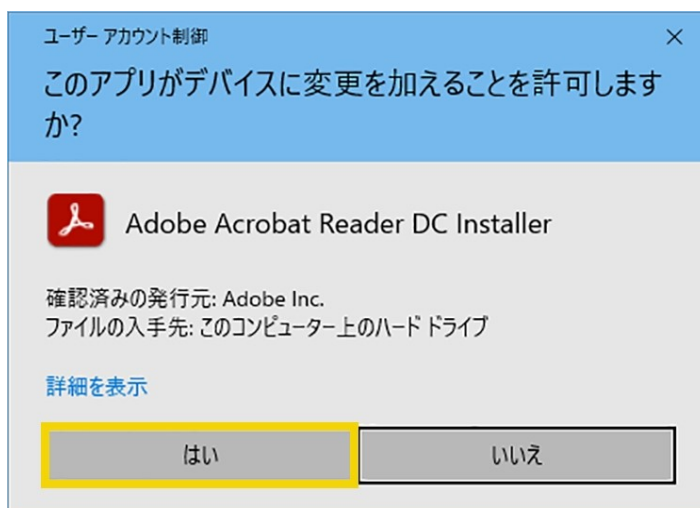 ユーザー アカウント制御
このアプリがデバイスに変更を加えることを許可します
か?
Adobe Acrobat Reader DC Installer
確認済みの発行元: Adobe Inc.
ファイルの入手先: このコンピューター上のハード ドライブ
詳細を表示
はい
いいえ